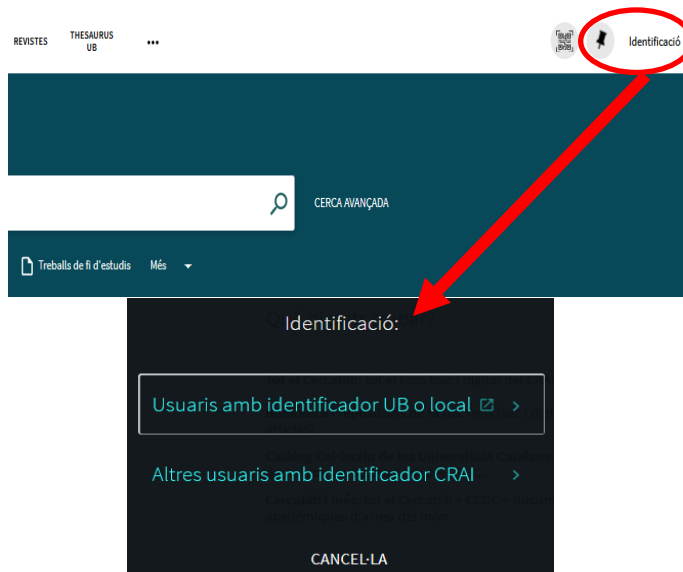 REVISTES
THESAURUS
UB
Identificació
CERCA AVANÇADA
Treballs de fi d'estudis
Més
Identificació:
Usuaris amb identificador UB o local
Altres usuaris amb identificador CRAI
CANCEL·LA